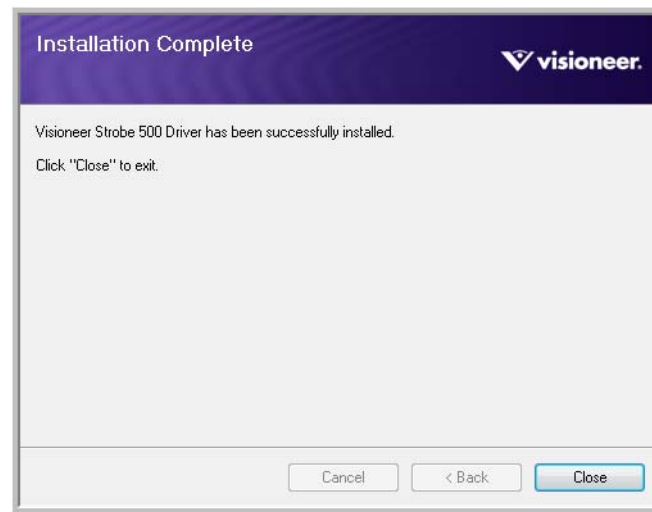 Installation Complete
visioneer.
Visioneer Strobe 500 Driver has been successfully installed.
Click "Close" to exit.
Cancel
< Back
Close